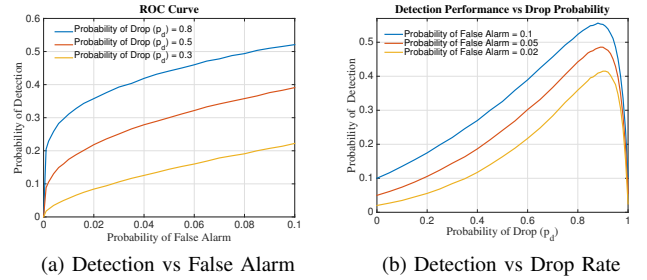 ROC Curve
Probability of Drop (p_d) = 0.8
Probability of Drop (p_d) = 0.5
Probability of Drop (p_d) = 0.3
Probability of Detection
0.6
0.5
0.4
0.3
0.2
0.1
0
0 0.02 0.04 0.06 0.08 0.1
Probability of False Alarm
(a) Detection vs False Alarm
Detection Performance vs Drop Probability
Probability of False Alarm = 0.1
Probability of False Alarm = 0.05
Probability of False Alarm = 0.02
Probability of Detection
0.5
0.4
0.3
0.2
0.1
0
0 0.2 0.4 0.6 0.8 1
Probability of Drop (p_d)
(b) Detection vs Drop Rate